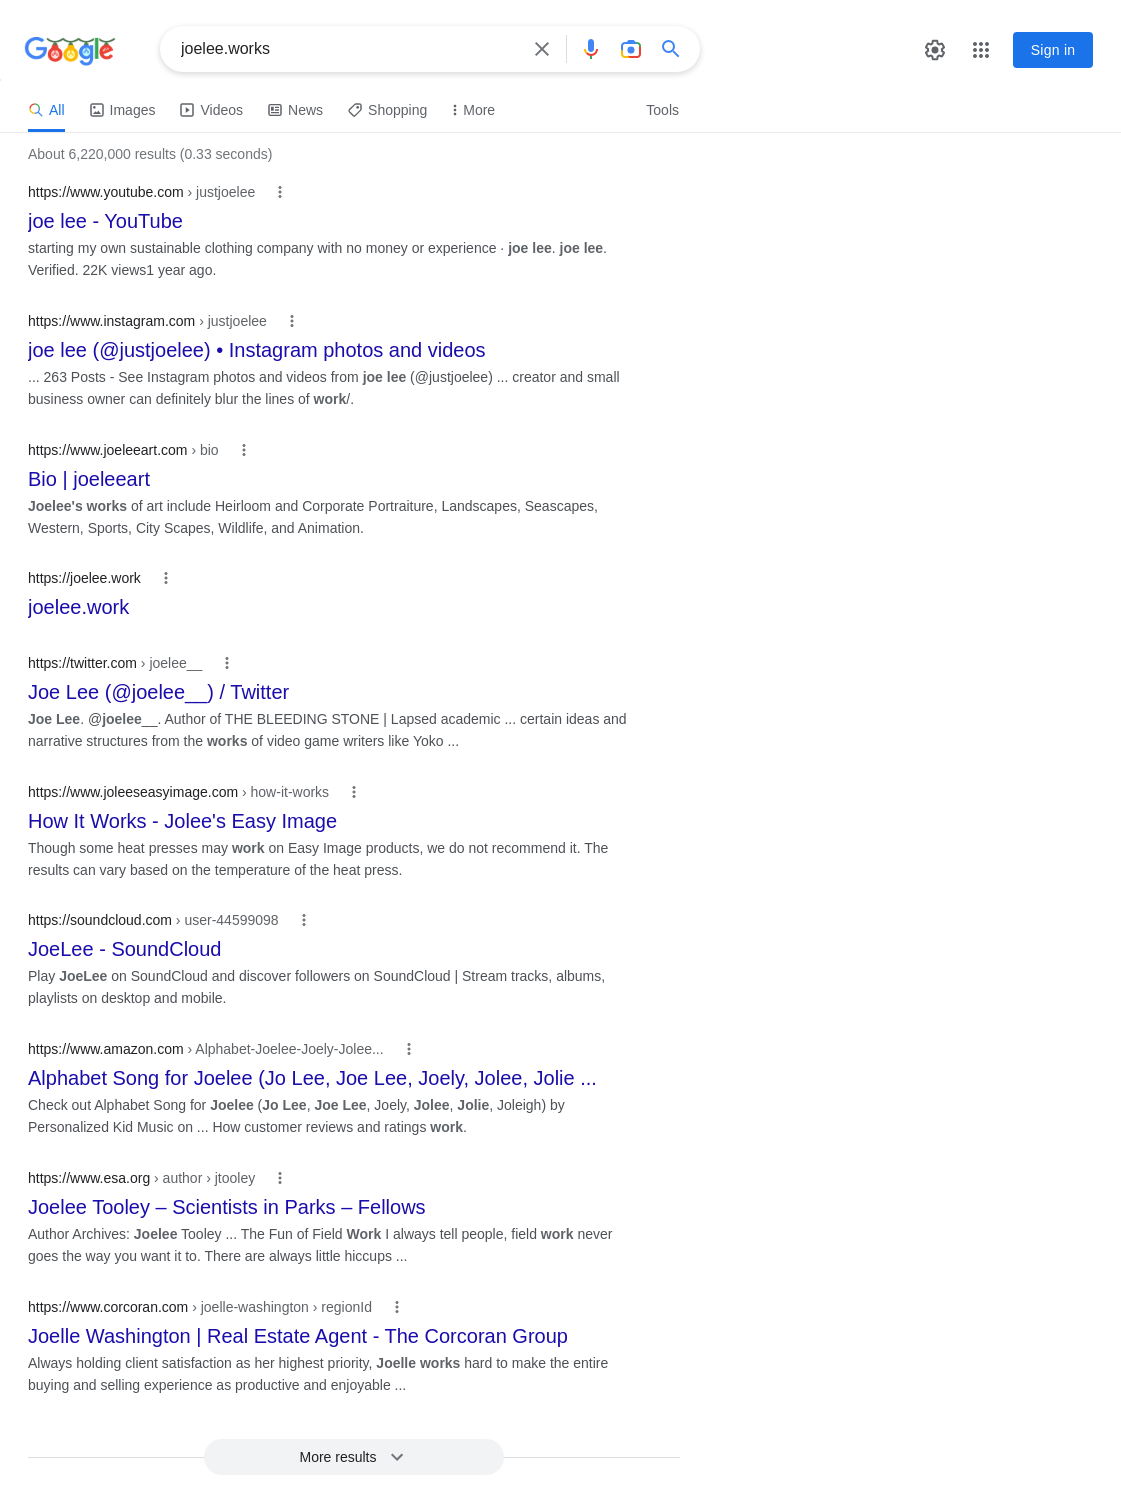 Google
joelee.works
Sign in
All Images Videos News Shopping More Tools
About 6,220,000 results (0.33 seconds)
https://www.youtube.com › justjoelee
joe lee - YouTube
starting my own sustainable clothing company with no money or experience · joe lee. joe lee.
Verified. 22K views1 year ago.
https://www.instagram.com › justjoelee
joe lee (@justjoelee) • Instagram photos and videos
... 263 Posts - See Instagram photos and videos from joe lee (@justjoelee) ... creator and small
business owner can definitely blur the lines of work/.
https://www.joeleeart.com › bio
Bio | joeleeart
Joelee's works of art include Heirloom and Corporate Portraiture, Landscapes, Seascapes,
Western, Sports, City Scapes, Wildlife, and Animation.
https://joelee.work
joelee.work
https://twitter.com › joelee__
Joe Lee (@joelee__) / Twitter
Joe Lee. @joelee__. Author of THE BLEEDING STONE | Lapsed academic ... certain ideas and
narrative structures from the works of video game writers like Yoko ...
https://www.joleeseasyimage.com › how-it-works
How It Works - Jolee's Easy Image
Though some heat presses may work on Easy Image products, we do not recommend it. The
results can vary based on the temperature of the heat press.
https://soundcloud.com › user-44599098
JoeLee - SoundCloud
Play JoeLee on SoundCloud and discover followers on SoundCloud | Stream tracks, albums,
playlists on desktop and mobile.
https://www.amazon.com › Alphabet-Joelee-Joely-Jolee...
Alphabet Song for Joelee (Jo Lee, Joe Lee, Joely, Jolee, Jolie ...
Check out Alphabet Song for Joelee (Jo Lee, Joe Lee, Joely, Jolee, Jolie, Joleigh) by
Personalized Kid Music on ... How customer reviews and ratings work.
https://www.esa.org › author › jtooley
Joelee Tooley – Scientists in Parks – Fellows
Author Archives: Joelee Tooley ... The Fun of Field Work I always tell people, field work never
goes the way you want it to. There are always little hiccups ...
https://www.corcoran.com › joelle-washington › regionId
Joelle Washington | Real Estate Agent - The Corcoran Group
Always holding client satisfaction as her highest priority, Joelle works hard to make the entire
buying and selling experience as productive and enjoyable ...
More results